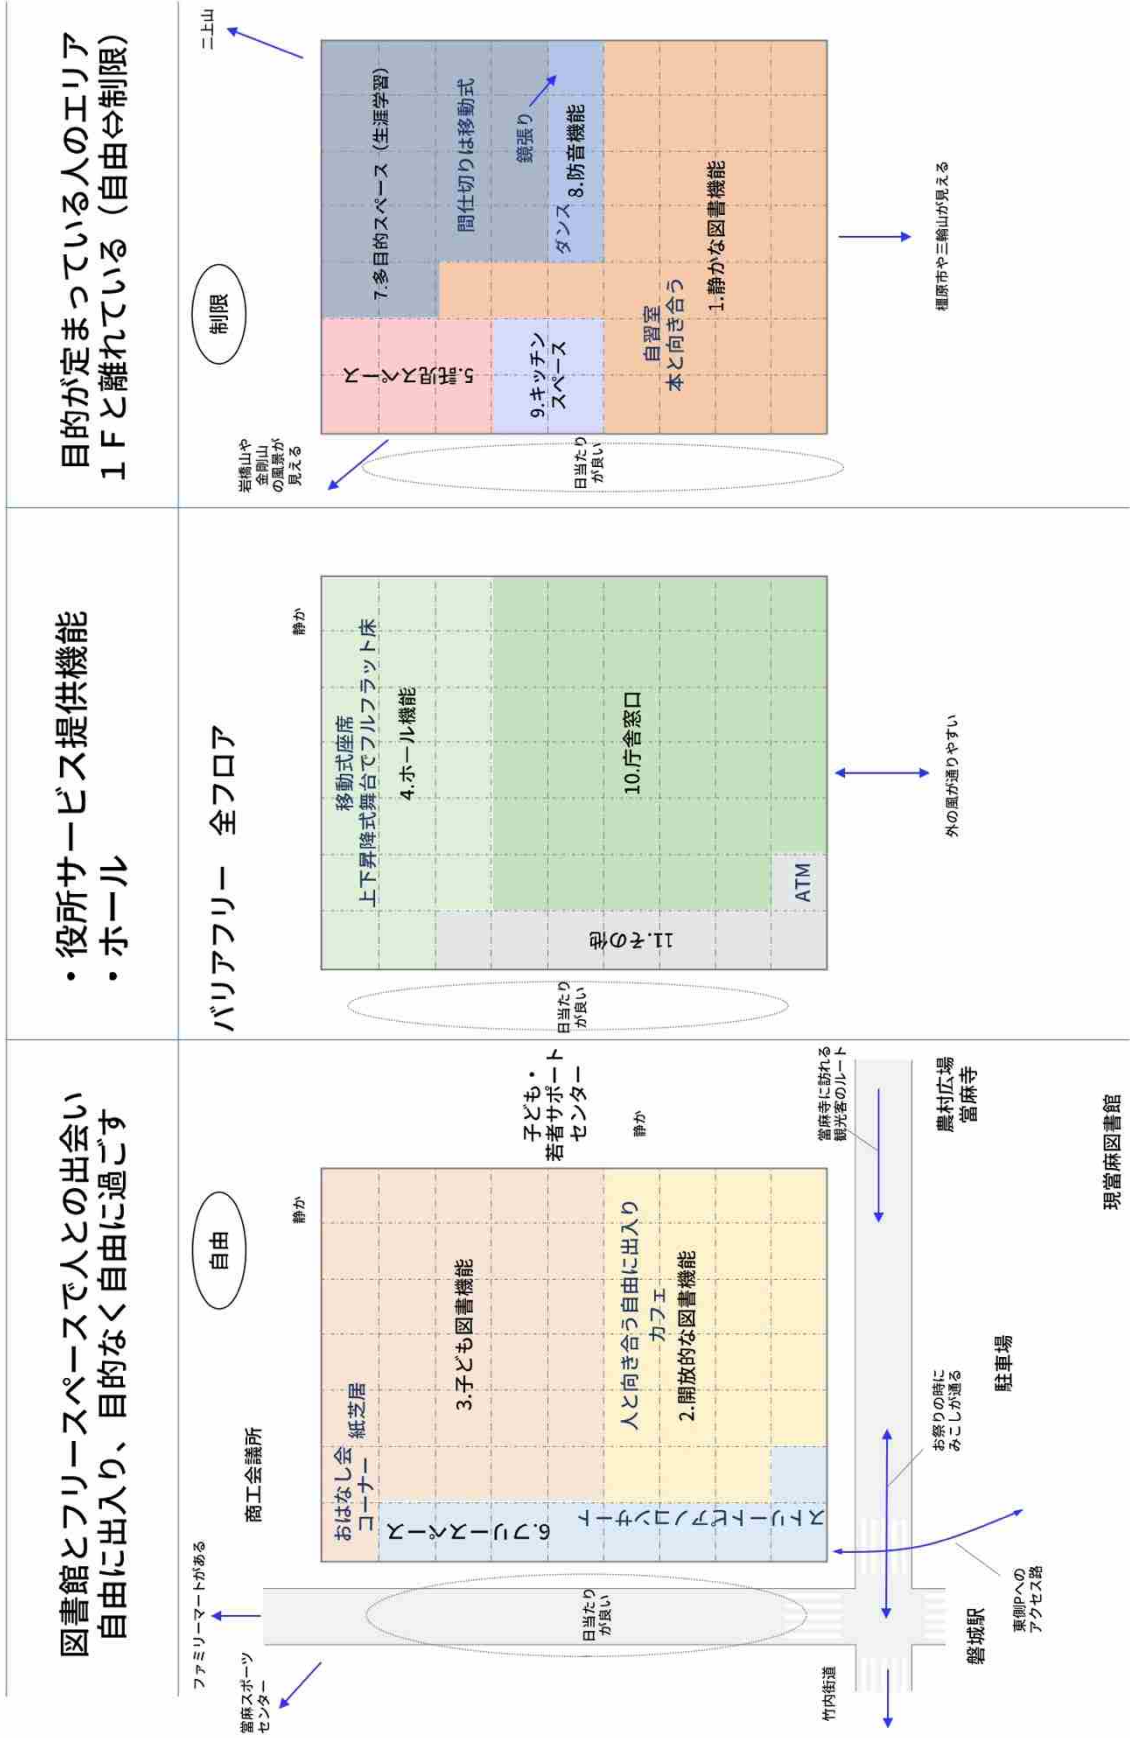 図書館とフリースペースで人との出会い
自由に出入り、目的なく自由に過ごす
自由
ファミリーマートがある
商工会議所
當麻スポーツ
センター
静か
おはなし会
コーナー
紙芝居
3.子ども図書機能
6.フリースペース
ストリートピアノコンサート
人と向き合う自由に出入り
カフェ
2.開放的な図書機能
子ども・
若者サポート
センター
静か
日当たり
が良い
當麻寺に訪れる
観光客のルート
竹内街道
磐城駅
東側Pへの
アクセス路
お祭りの時に
みこしが通る
駐車場
農村広場
當麻寺
現當麻図書館
・役所サービス提供機能
・ホール
バリアフリー　全フロア
静か
移動式座席
上下昇降式舞台でフルフラット床
4.ホール機能
10.庁舎窓口
11.その他
ATM
日当たり
が良い
外の風が通りやすい
目的が定まっている人のエリア
１Ｆと離れている（自由⇔制限）
制限
二上山
岩橋山や
金剛山
の風景が
見える
7.多目的スペース（生涯学習）
間仕切りは移動式
鏡張り
ダンス
8.防音機能
5.託児スペース
9.キッチン
スペース
自習室
本と向き合う
1.静かな図書機能
日当たり
が良い
橿原市や三輪山が見える